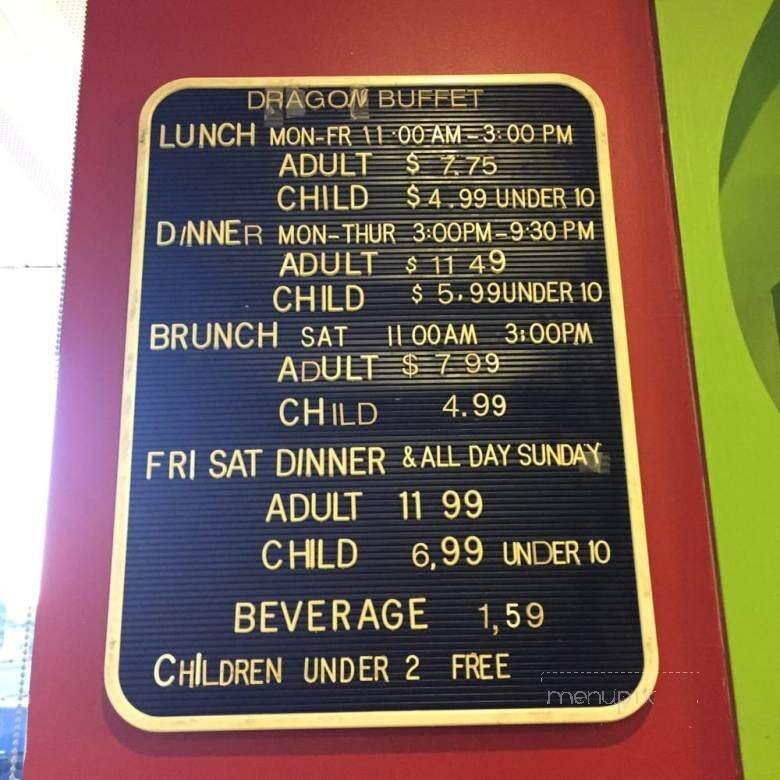 DRAGON BUFFET
LUNCH MON-FR 11:00 AM-3:00 PM
ADULT $ 7.75
CHILD $4.99 UNDER 10
DINNER MON-THUR 3:00PM-9:30 PM
ADULT $ 11 49
CHILD $ 5,99UNDER 10
BRUNCH SAT 11 00AM 3:00PM
ADULT $ 7 99
CHILD 4.99
FRI SAT DINNER & ALL DAY SUNDAY
ADULT 11 99
CHILD 6,99 UNDER 10
BEVERAGE 1,59
CHILDREN UNDER 2 FREE
menupix